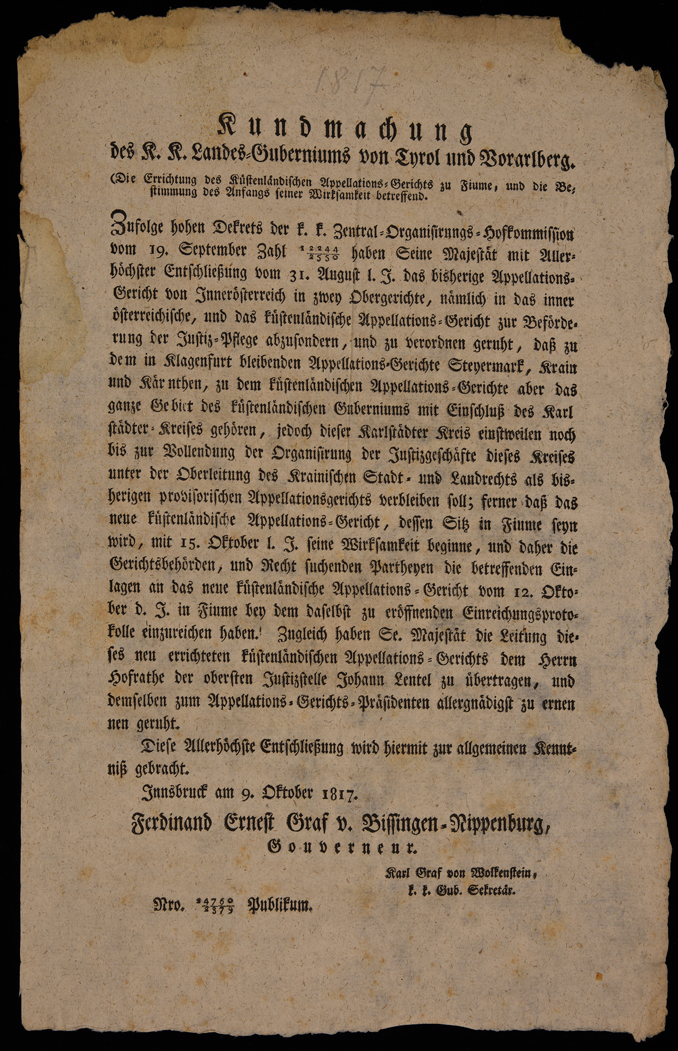 1817
Kundmachung
des K. K. Landes-Guberniums von Tyrol und Vorarlberg.
(Die Errichtung des Küstenländischen Appellations-Gerichts zu Fiume, und die Be-
stimmung des Anfangs seiner Wirksamkeit betreffend.
Zufolge hohen Dekrets der k. k. Zentral-Organisirungs-Hofkommission
vom 19. September Zahl 12244/2550 haben Seine Majestät mit Aller-
höchster Entschließung vom 31. August l. J. das bisherige Appellations-
Gericht von Innerösterreich in zwey Obergerichte, nämlich in das inner
österreichische, und das küstenländische Appellations-Gericht zur Beförde-
rung der Justiz-Pflege abzusondern, und zu verordnen geruht, daß zu
dem in Klagenfurt bleibenden Appellations-Gerichte Steyermark, Krain
und Kärnthen, zu dem küstenländischen Appellations-Gerichte aber das
ganze Gebiet des küstenländischen Guberniums mit Einschluß des Karl
städter-Kreises gehören, jedoch dieser Karlstädter Kreis einstweilen noch
bis zur Vollendung der Organisirung der Justizgeschäfte dieses Kreises
unter der Oberleitung des Krainischen Stadt- und Landrechts als bis-
herigen provisorischen Appellationsgerichts verbleiben soll; ferner daß das
neue küstenländische Appellations-Gericht, dessen Sitz in Fiume seyn
wird, mit 15. Oktober l. J. seine Wirksamkeit beginne, und daher die
Gerichtsbehörden, und Recht suchenden Partheyen die betreffenden Ein-
lagen an das neue küstenländische Appellations-Gericht vom 12. Okto-
ber d. J. in Fiume bey dem daselbst zu eröffnenden Einreichungsproto-
kolle einzureichen haben. Zugleich haben Se. Majestät die Leitung die-
ses neu errichteten küstenländischen Appellations-Gerichts dem Herrn
Hofrathe der obersten Justizstelle Johann Lentel zu übertragen, und
demselben zum Appellations-Gerichts-Präsidenten allergnädigst zu ernen
nen geruht.
Diese Allerhöchste Entschließung wird hiermit zur allgemeinen Kennt-
niß gebracht.
Innsbruck am 9. Oktober 1817.
Ferdinand Ernest Graf v. Bissingen-Nippenburg,
Gouverneur.
Karl Graf von Wolkenstein,
k. k. Gub. Sekretär.
Nro. 24760/2379 Publikum.